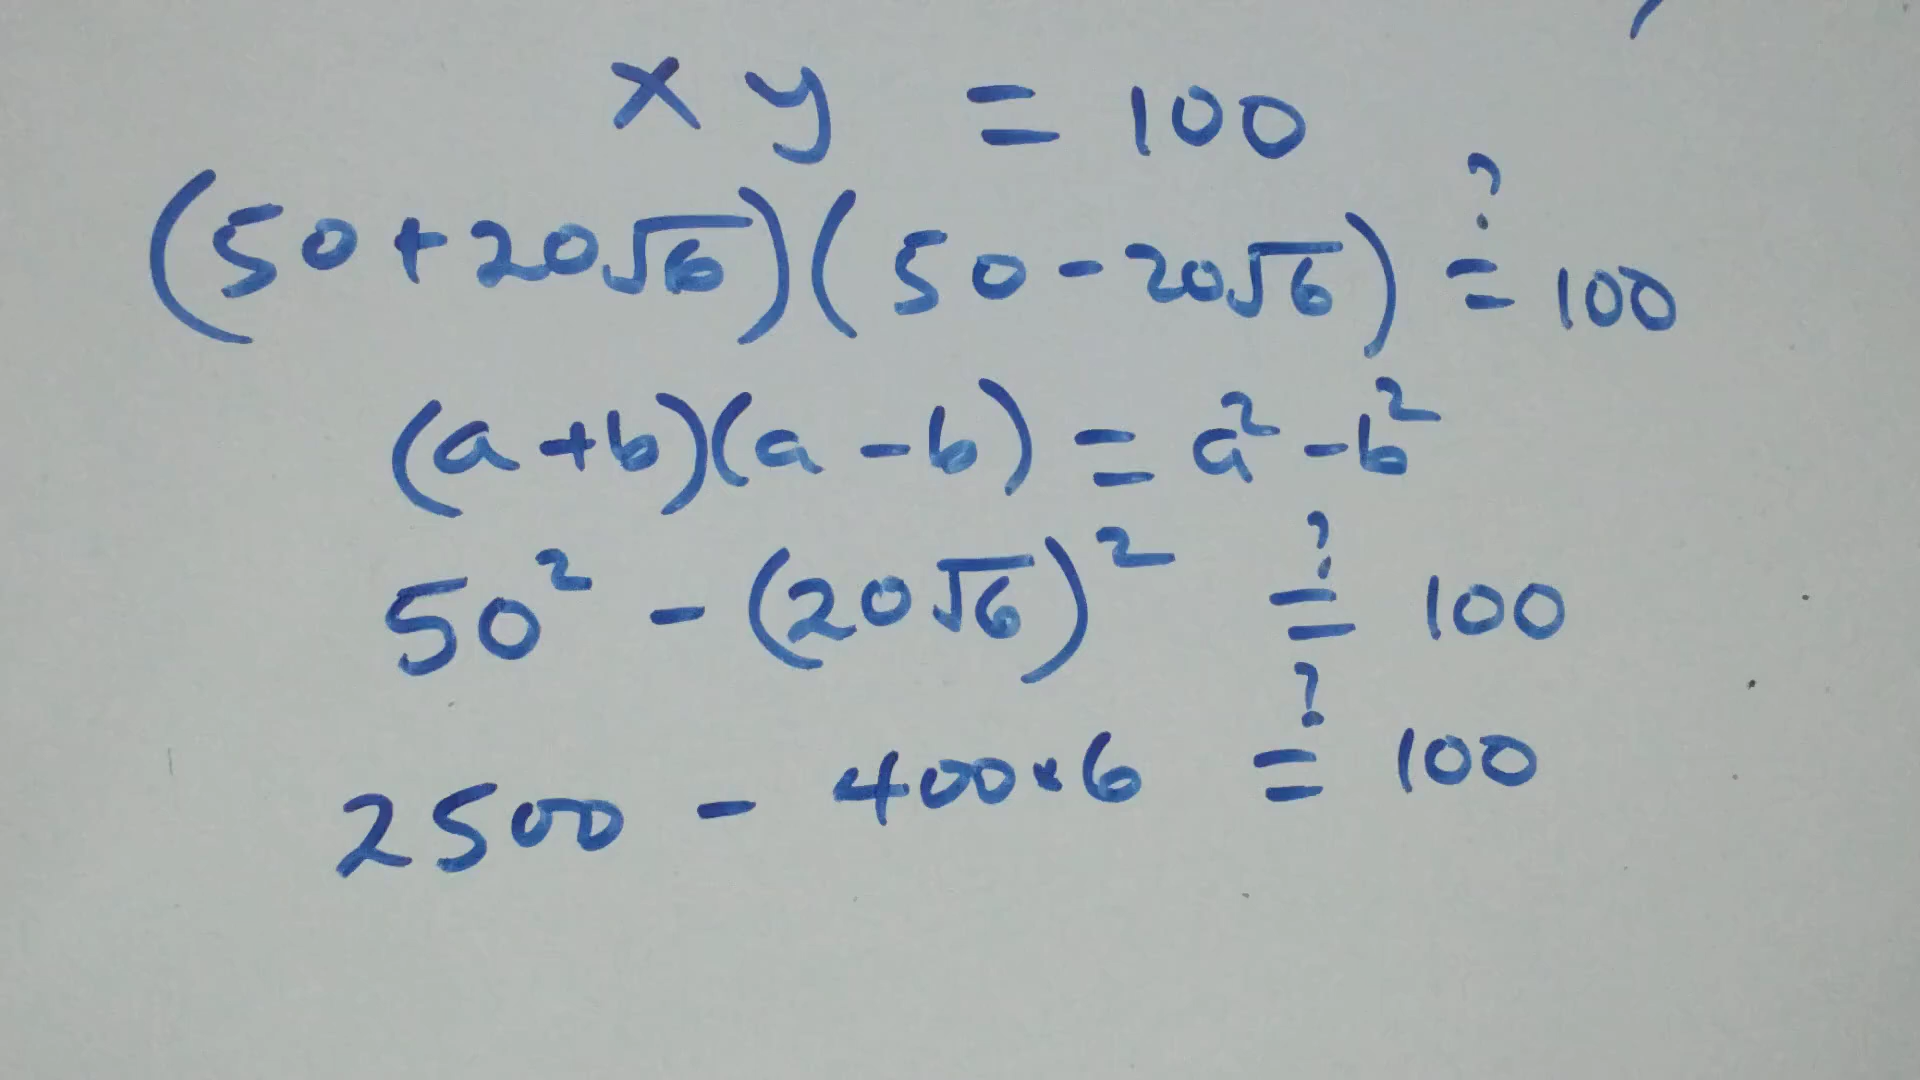 xy = 100
(50+20√6)(50-20√6) ≟ 100
(a+b)(a-b) = a² - b²
50² - (20√6)² ≟ 100
2500 - 400×6 ≟ 100